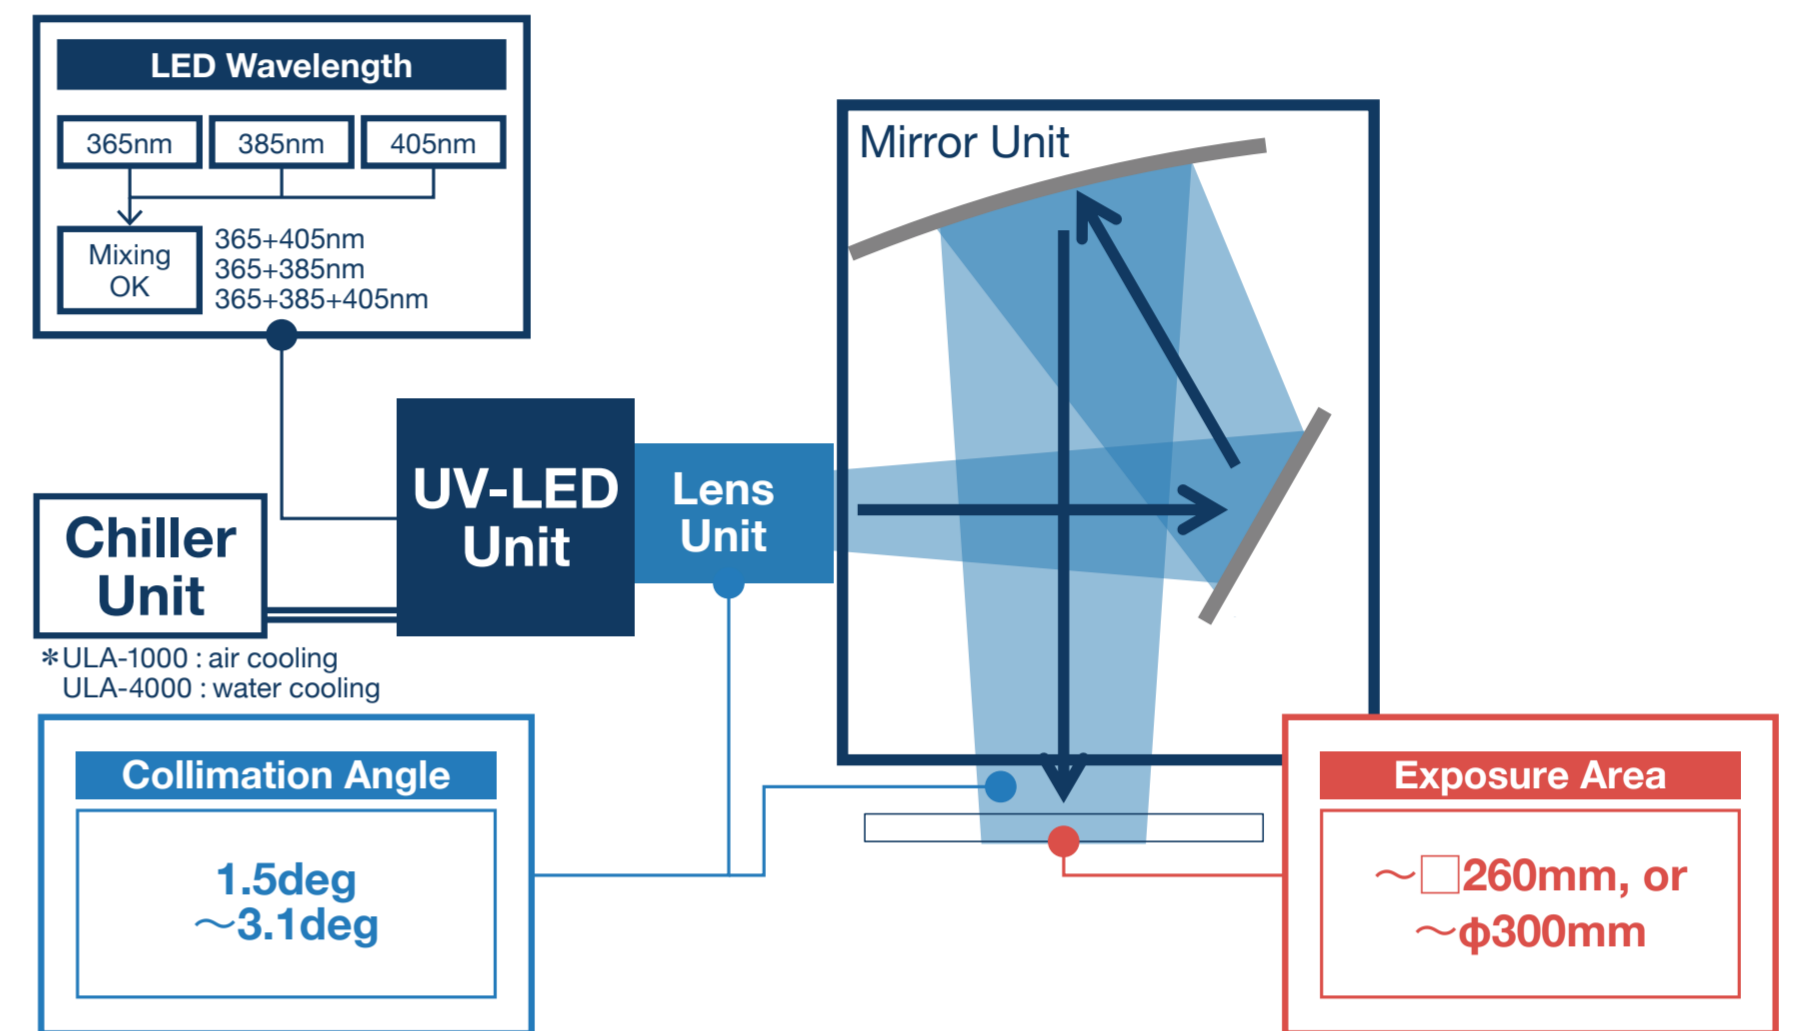 LED Wavelength
365nm
385nm
405nm
Mixing
OK
365+405nm
365+385nm
365+385+405nm
Mirror Unit
UV-LED
Unit
Lens
Unit
Chiller
Unit
*ULA-1000 : air cooling
ULA-4000 : water cooling
Collimation Angle
1.5deg
～3.1deg
Exposure Area
～□260mm, or
～φ300mm